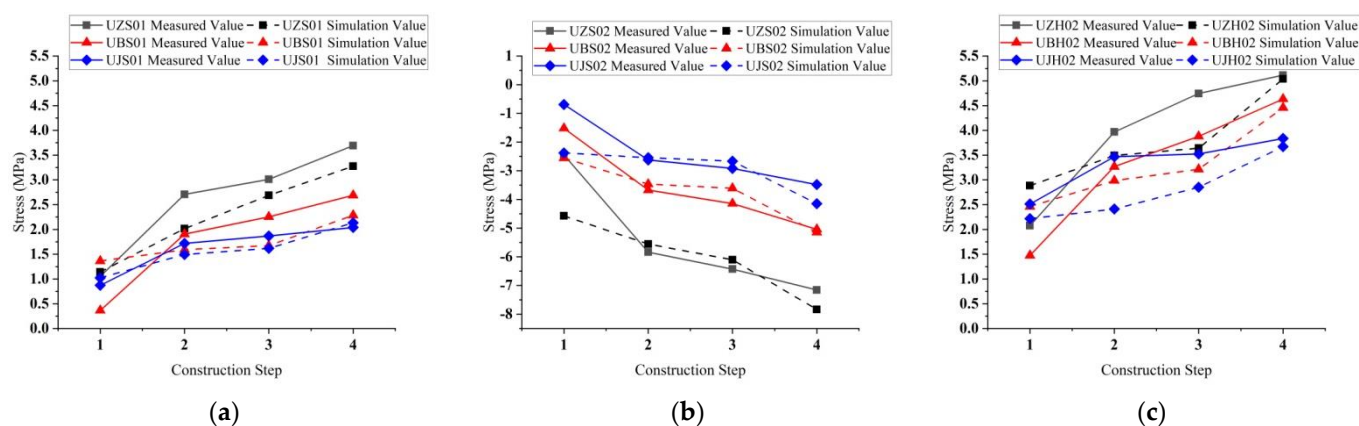 UZS01 Measured Value UZS01 Simulation Value
UBS01 Measured Value UBS01 Simulation Value
UJS01 Measured Value UJS01 Simulation Value
5.5
5.0
4.5
4.0
3.5
3.0
2.5
2.0
1.5
1.0
0.5
0.0
Stress (MPa)
1 2 3 4
Construction Step
(a)
UZS02 Measured Value UZS02 Simulation Value
UBS02 Measured Value UBS02 Simulation Value
UJS02 Measured Value UJS02 Simulation Value
1
0
-1
-2
-3
-4
-5
-6
-7
-8
Stress (MPa)
1 2 3 4
Construction Step
(b)
UZH02 Measured Value UZH02 Simulation Value
UBH02 Measured Value UBH02 Simulation Value
UJH02 Measured Value UJH02 Simulation Value
5.5
5.0
4.5
4.0
3.5
3.0
2.5
2.0
1.5
1.0
0.5
0.0
Stress (MPa)
1 2 3 4
Construction Step
(c)